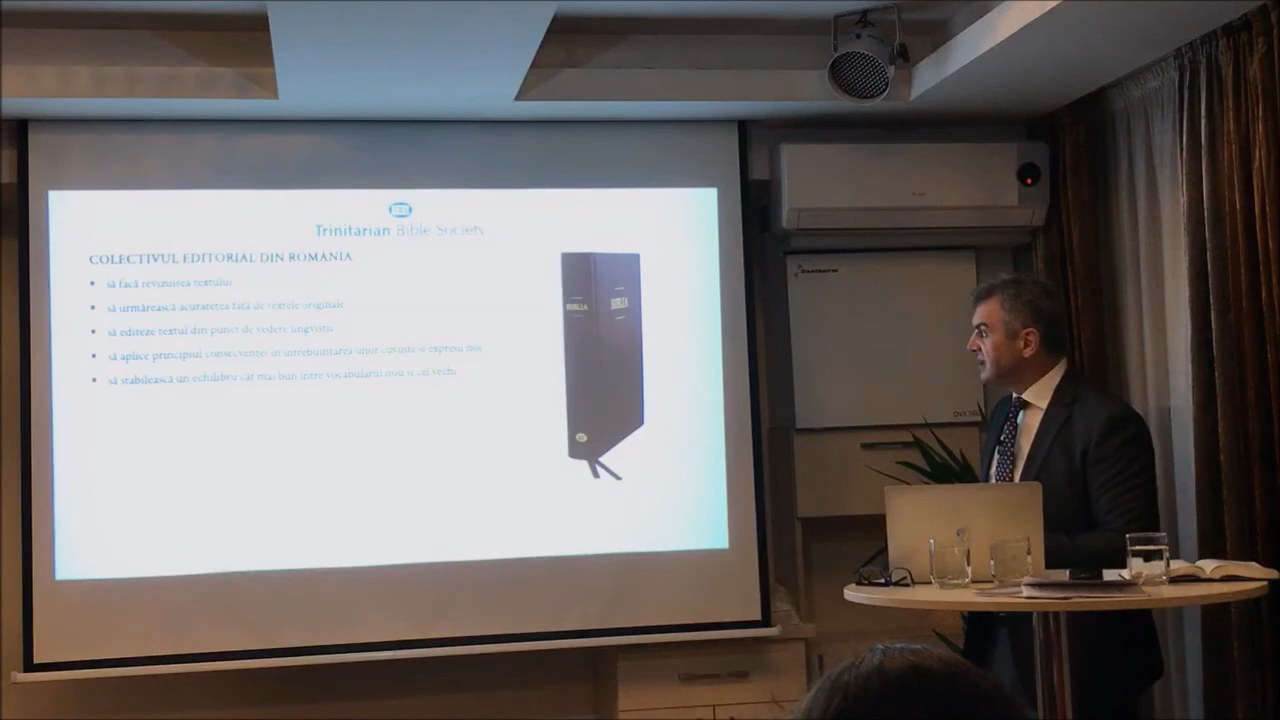 TBS
Trinitarian Bible Society
COLECTIVUL EDITORIAL DIN ROMÂNIA
▪ să facă revizuirea textului
▪ să urmărească acuratețea față de textele originale
▪ să editeze textul din punct de vedere lingvistic
▪ să aplice principiul consecvenței în întrebuințarea unor cuvinte și expresii noi
▪ să stabilească un echilibru cât mai bun între vocabularul nou și cel vechi
BIBLIA
BIBLIA